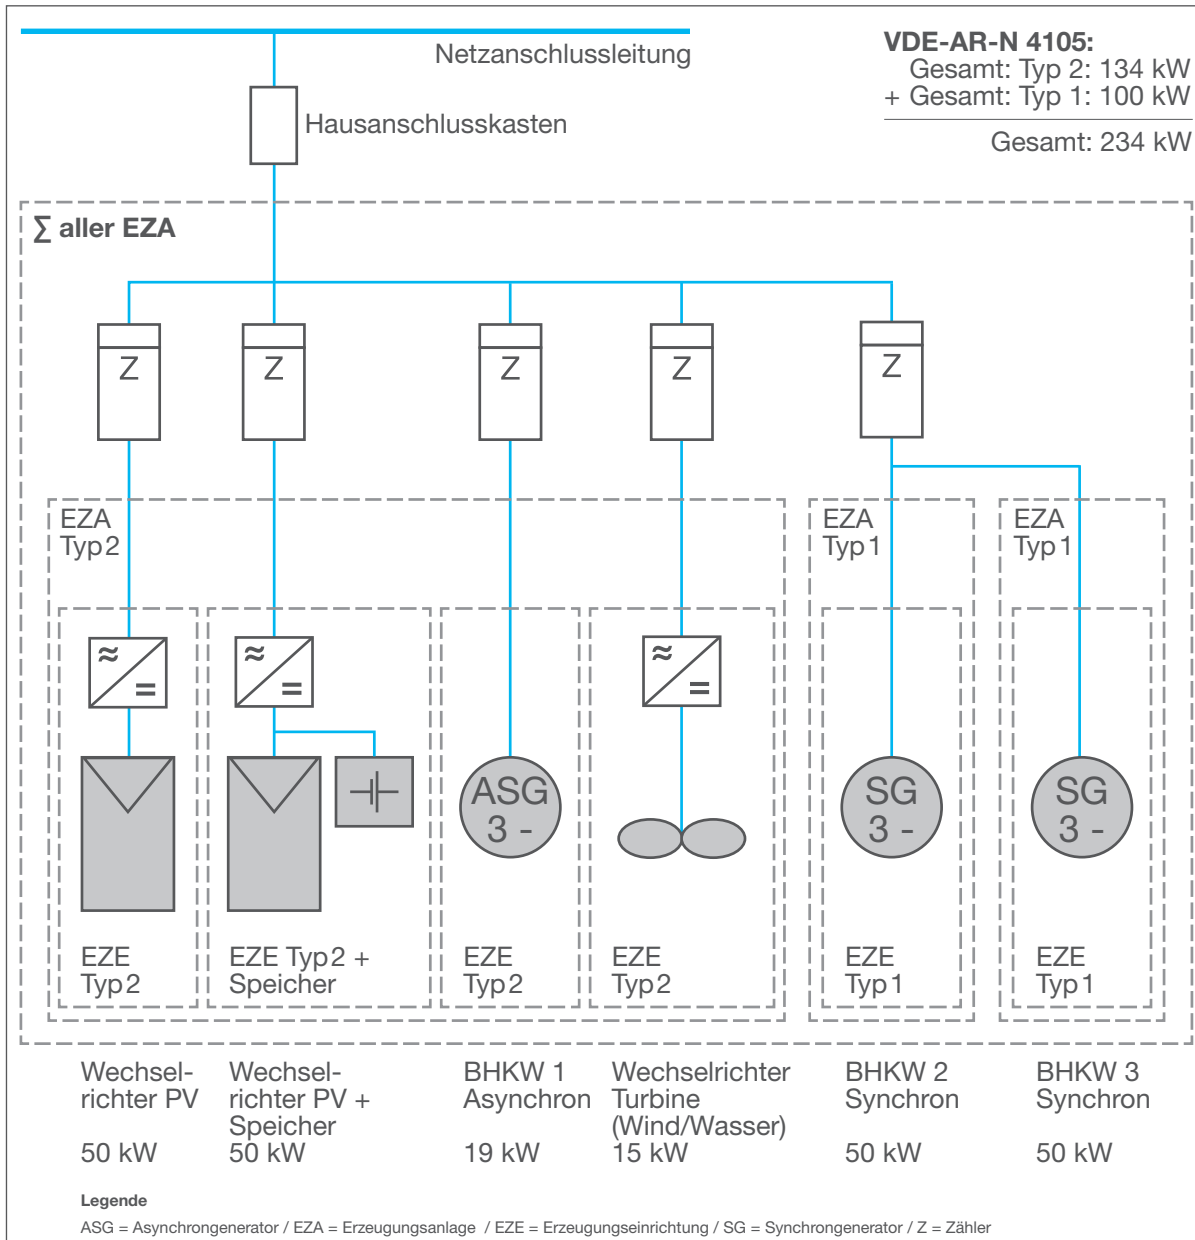 Netzanschlussleitung
VDE-AR-N 4105:
Gesamt: Typ 2: 134 kW
+ Gesamt: Typ 1: 100 kW
Gesamt: 234 kW
Hausanschlusskasten
∑ aller EZA
Z
Z
Z
Z
Z
EZA
Typ 2
EZA
Typ 1
EZA
Typ 1
≈
=
≈
=
≈
=
ASG
3 -
SG
3 -
SG
3 -
EZE
Typ 2
EZE Typ 2 +
Speicher
EZE
Typ 2
EZE
Typ 2
EZE
Typ 1
EZE
Typ 1
Wechsel-
richter PV
50 kW
Wechsel-
richter PV +
Speicher
50 kW
BHKW 1
Asynchron
19 kW
Wechselrichter
Turbine
(Wind/Wasser)
15 kW
BHKW 2
Synchron
50 kW
BHKW 3
Synchron
50 kW
Legende
ASG = Asynchrongenerator / EZA = Erzeugungsanlage / EZE = Erzeugungseinrichtung / SG = Synchrongenerator / Z = Zähler